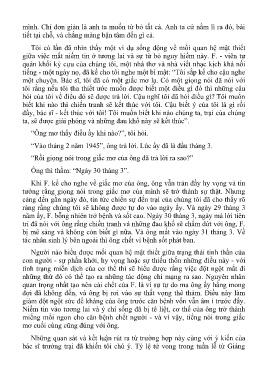 mình. Chỉ đơn giản là anh ta muốn từ bỏ tất cả. Anh ta cứ nằm lì ra đó, bài
tiết tại chỗ, và chẳng màng bận tâm đến gì cả.
Tôi có lần đã nhìn thấy một ví dụ sống động về mối quan hệ mật thiết
giữa việc mất niềm tin ở tương lai và sự từ bỏ nguy hiểm này. F. - viên tự
quản khối kỳ cựu của chúng tôi, một nhà thơ và nhà viết nhạc kịch khá nổi
tiếng - một ngày nọ, đã kể cho tôi nghe một bí mật: “Tôi sắp kể cho cậu nghe
một chuyện. Bác sĩ, tôi đã có một giấc mơ lạ. Có một giọng nói đã nói với
tôi rằng nếu tôi tha thiết ước muốn được biết một điều gì đó thì những câu
hỏi của tôi về điều đó sẽ được trả lời. Cậu nghĩ tôi đã hỏi điều gì? Tôi muốn
biết khi nào thì chiến tranh sẽ kết thúc với tôi. Cậu biết ý của tôi là gì rồi
đấy, bác sĩ - kết thúc với tôi! Tôi muốn biết khi nào chúng ta, trại của chúng
ta, sẽ được giải phóng và những đau khổ này sẽ kết thúc”.
“Ông mơ thấy điều ấy khi nào?”, tôi hỏi.
“Vào tháng 2 năm 1945”, ông trả lời. Lúc ấy đã là đầu tháng 3.
“Rồi giọng nói trong giấc mơ của ông đã trả lời ra sao?”
Ông thì thầm: “Ngày 30 tháng 3”.
Khi F. kể cho nghe về giấc mơ của ông, ông vẫn tràn đầy hy vọng và tin
tưởng rằng giọng nói trong giấc mơ của mình sẽ trở thành sự thật. Nhưng
càng đến gần ngày đó, tin tức chiến sự đến trại của chúng tôi đã cho thấy rõ
ràng rằng chúng tôi sẽ không được tự do vào ngày ấy. Và ngày 29 tháng 3
năm ấy, F. bỗng nhiên trở bệnh và sốt cao. Ngày 30 tháng 3, ngày mà lời tiên
tri đã nói với ông rằng chiến tranh và những đau khổ sẽ chấm dứt với ông, F.
bị mê sảng và không còn biết gì nữa. Và ông mất vào ngày 31 tháng 3. Về
tác nhân sinh lý bên ngoài thì ông chết vì bệnh sốt phát ban.
Người nào hiểu được mối quan hệ mật thiết giữa trạng thái tinh thần của
con người - sự phấn khởi, hy vọng hoặc sự thiếu thốn những điều này - với
tình trạng miễn dịch của cơ thể thì sẽ hiểu được rằng việc đột ngột mất đi
những thứ đó có thể tạo ra những tác động chí mạng ra sao. Nguyên nhân
quan trọng nhất tạo nên cái chết của F. là vì sự tự do mà ông ấy hằng mong
đợi đã không đến, và ông bị rơi vào sự thất vọng thê thảm. Điều này làm
giảm đột ngột sức đề kháng của ông trước căn bệnh vốn vẫn âm ỉ trước đấy.
Niềm tin vào tương lai và ý chí sống đã bị tê liệt, cơ thể của ông trở thành
miếng mồi ngon cho căn bệnh chết người - và vì vậy, tiếng nói trong giấc
mơ cuối cùng cũng đúng với ông.
Những quan sát và kết luận rút ra từ trường hợp này cùng với ý kiến của
bác sĩ trưởng trại đã khiến tôi chú ý. Tỷ lệ tử vong trong tuần lễ từ Giáng